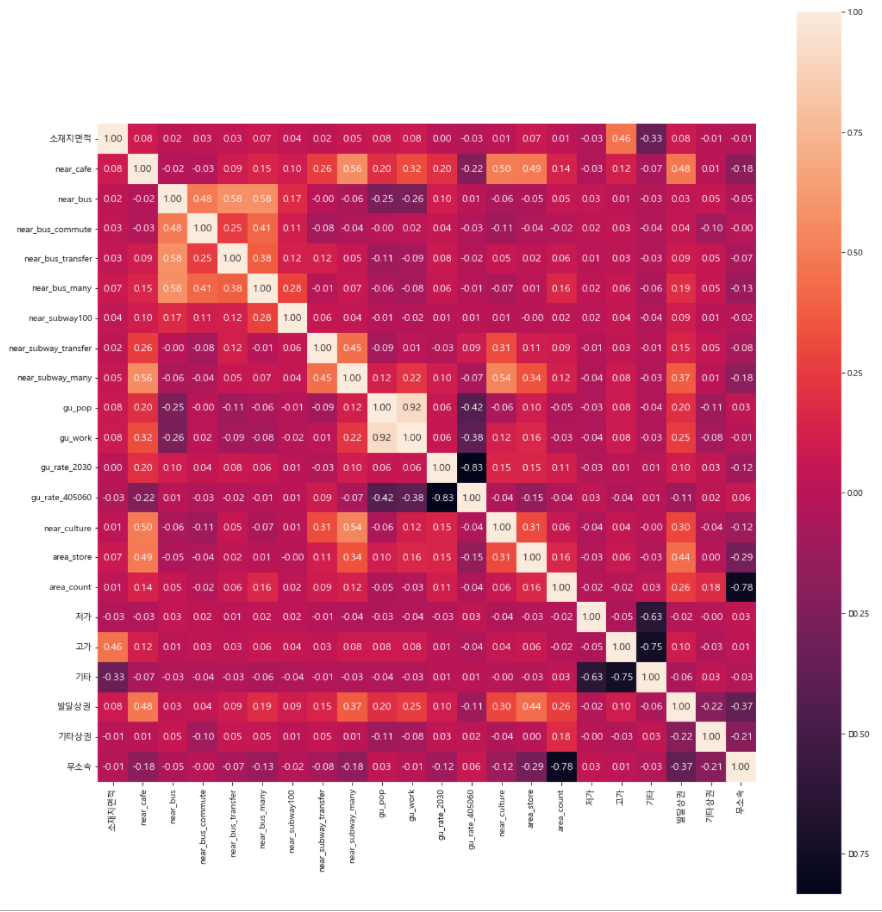 1.00
소재지면적 1.00 0.08 0.02 0.03 0.03 0.07 0.04 0.02 0.05 0.08 0.08 0.00 -0.03 0.01 0.07 0.01 -0.03 0.46 -0.33 0.08 -0.01 -0.01
0.75
near_cafe 0.08 1.00 -0.02 -0.03 0.09 0.15 0.10 0.26 0.56 0.20 0.32 0.20 -0.22 0.50 0.49 0.14 -0.03 0.12 -0.07 0.48 0.01 -0.18
near_bus 0.02 -0.02 1.00 0.48 0.58 0.58 0.17 -0.00 -0.06 -0.25 -0.26 0.10 0.01 -0.06 -0.05 0.05 0.03 0.01 -0.03 0.03 0.05 -0.05
near_bus_commute 0.03 -0.03 0.48 1.00 0.25 0.41 0.11 -0.08 -0.04 -0.00 0.02 0.04 -0.03 -0.11 -0.04 -0.02 0.02 0.03 -0.04 0.04 -0.10 -0.00
0.50
near_bus_transfer 0.03 0.09 0.58 0.25 1.00 0.38 0.12 0.12 0.05 -0.11 -0.09 0.08 -0.02 0.05 0.02 0.06 0.01 0.03 -0.03 0.09 0.05 -0.07
near_bus_many 0.07 0.15 0.58 0.41 0.38 1.00 0.28 -0.01 0.07 -0.06 -0.08 0.06 -0.01 -0.07 0.01 0.16 0.02 0.06 -0.06 0.19 0.05 -0.13
near_subway100 0.04 0.10 0.17 0.11 0.12 0.28 1.00 0.06 0.04 -0.01 -0.02 0.01 0.01 0.01 -0.00 0.02 0.02 0.04 -0.04 0.09 0.01 -0.02
near_subway_transfer 0.02 0.26 -0.00 -0.08 0.12 -0.01 0.06 1.00 0.45 -0.09 0.01 -0.03 0.09 0.31 0.11 0.09 -0.01 0.03 -0.01 0.15 0.05 -0.08
0.25
near_subway_many 0.05 0.56 -0.06 -0.04 0.05 0.07 0.04 0.45 1.00 0.12 0.22 0.10 -0.07 0.54 0.34 0.12 -0.04 0.08 -0.03 0.37 0.01 -0.18
gu_pop 0.08 0.20 -0.25 -0.00 -0.11 -0.06 -0.01 -0.09 0.12 1.00 0.92 0.06 -0.42 -0.06 0.10 -0.05 -0.03 0.08 -0.04 0.20 -0.11 0.03
gu_work 0.08 0.32 -0.26 0.02 -0.09 -0.08 -0.02 0.01 0.22 0.92 1.00 0.06 -0.38 0.12 0.16 -0.03 -0.04 0.08 -0.03 0.25 -0.08 -0.01
gu_rate_2030 0.00 0.20 0.10 0.04 0.08 0.06 0.01 -0.03 0.10 0.06 0.06 1.00 -0.83 0.15 0.15 0.11 -0.03 0.01 0.01 0.10 0.03 -0.12
0.00
gu_rate_405060 -0.03 -0.22 0.01 -0.03 -0.02 -0.01 0.01 0.09 -0.07 -0.42 -0.38 -0.83 1.00 -0.04 -0.15 -0.04 0.03 -0.04 0.01 -0.11 0.02 0.06
near_culture 0.01 0.50 -0.06 -0.11 0.05 -0.07 0.01 0.31 0.54 -0.06 0.12 0.15 -0.04 1.00 0.31 0.06 -0.04 0.04 -0.00 0.30 -0.04 -0.12
area_store 0.07 0.49 -0.05 -0.04 0.02 0.01 -0.00 0.11 0.34 0.10 0.16 0.15 -0.15 0.31 1.00 0.16 -0.03 0.06 -0.03 0.44 0.00 -0.29
area_count 0.01 0.14 0.05 -0.02 0.06 0.16 0.02 0.09 0.12 -0.05 -0.03 0.11 -0.04 0.06 0.16 1.00 -0.02 -0.02 0.03 0.26 0.18 -0.78
0.25
저가 -0.03 -0.03 0.03 0.02 0.01 0.02 0.02 -0.01 -0.04 -0.03 -0.04 -0.03 0.03 -0.04 -0.03 -0.02 1.00 -0.05 -0.63 -0.02 -0.00 0.03
고가 0.46 0.12 0.01 0.03 0.03 0.06 0.04 0.03 0.08 0.08 0.08 0.01 -0.04 0.04 0.06 -0.02 -0.05 1.00 -0.75 0.10 -0.03 0.01
기타 -0.33 -0.07 -0.03 -0.04 -0.03 -0.06 -0.04 -0.01 -0.03 -0.04 -0.03 0.01 0.01 -0.00 -0.03 0.03 -0.63 -0.75 1.00 -0.06 0.03 -0.03
발달상권 0.08 0.48 0.03 0.04 0.09 0.19 0.09 0.15 0.37 0.20 0.25 0.10 -0.11 0.30 0.44 0.26 -0.02 0.10 -0.06 1.00 -0.22 -0.37
0.50
기타상권 -0.01 0.01 0.05 -0.10 0.05 0.05 0.01 0.05 0.01 -0.11 -0.08 0.03 0.02 -0.04 0.00 0.18 -0.00 -0.03 0.03 -0.22 1.00 -0.21
무소속 -0.01 -0.18 -0.05 -0.00 -0.07 -0.13 -0.02 -0.08 -0.18 0.03 -0.01 -0.12 0.06 -0.12 -0.29 -0.78 0.03 0.01 -0.03 -0.37 -0.21 1.00
0.75
소재지면적
near_cafe
near_bus
near_bus_commute
near_bus_transfer
near_bus_many
near_subway100
near_subway_transfer
near_subway_many
gu_pop
gu_work
gu_rate_2030
gu_rate_405060
near_culture
area_store
area_count
저가
고가
기타
발달상권
기타상권
무소속